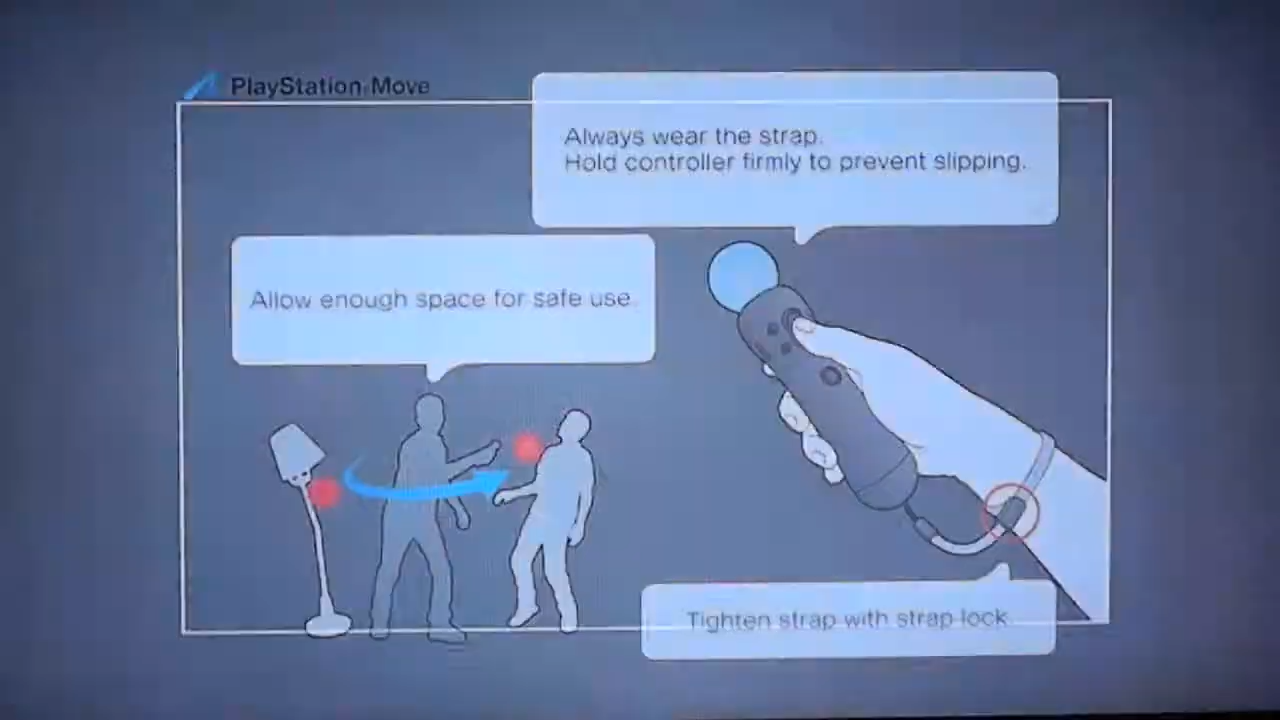 PlayStation Move
Always wear the strap.
Hold controller firmly to prevent slipping.
Allow enough space for safe use.
Tighten strap with strap lock.